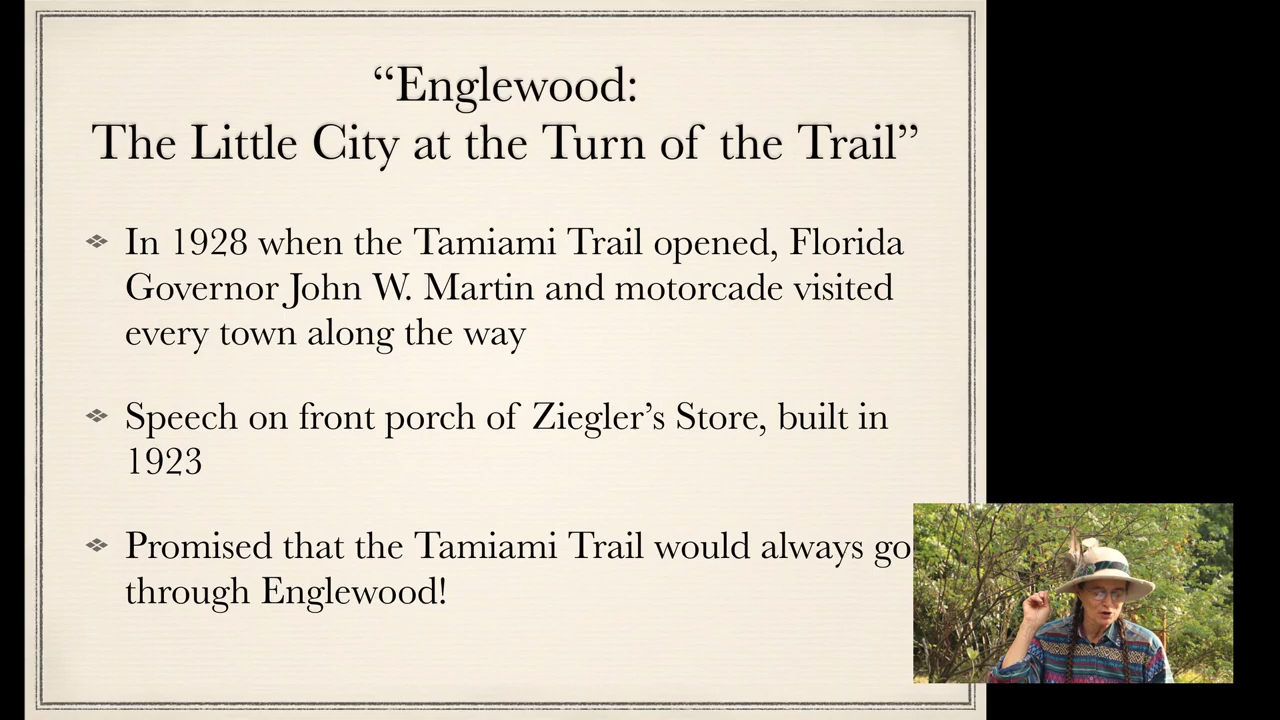 “Englewood:
The Little City at the Turn of the Trail”
In 1928 when the Tamiami Trail opened, Florida
Governor John W. Martin and motorcade visited
every town along the way
Speech on front porch of Ziegler’s Store, built in
1923
Promised that the Tamiami Trail would always go
through Englewood!